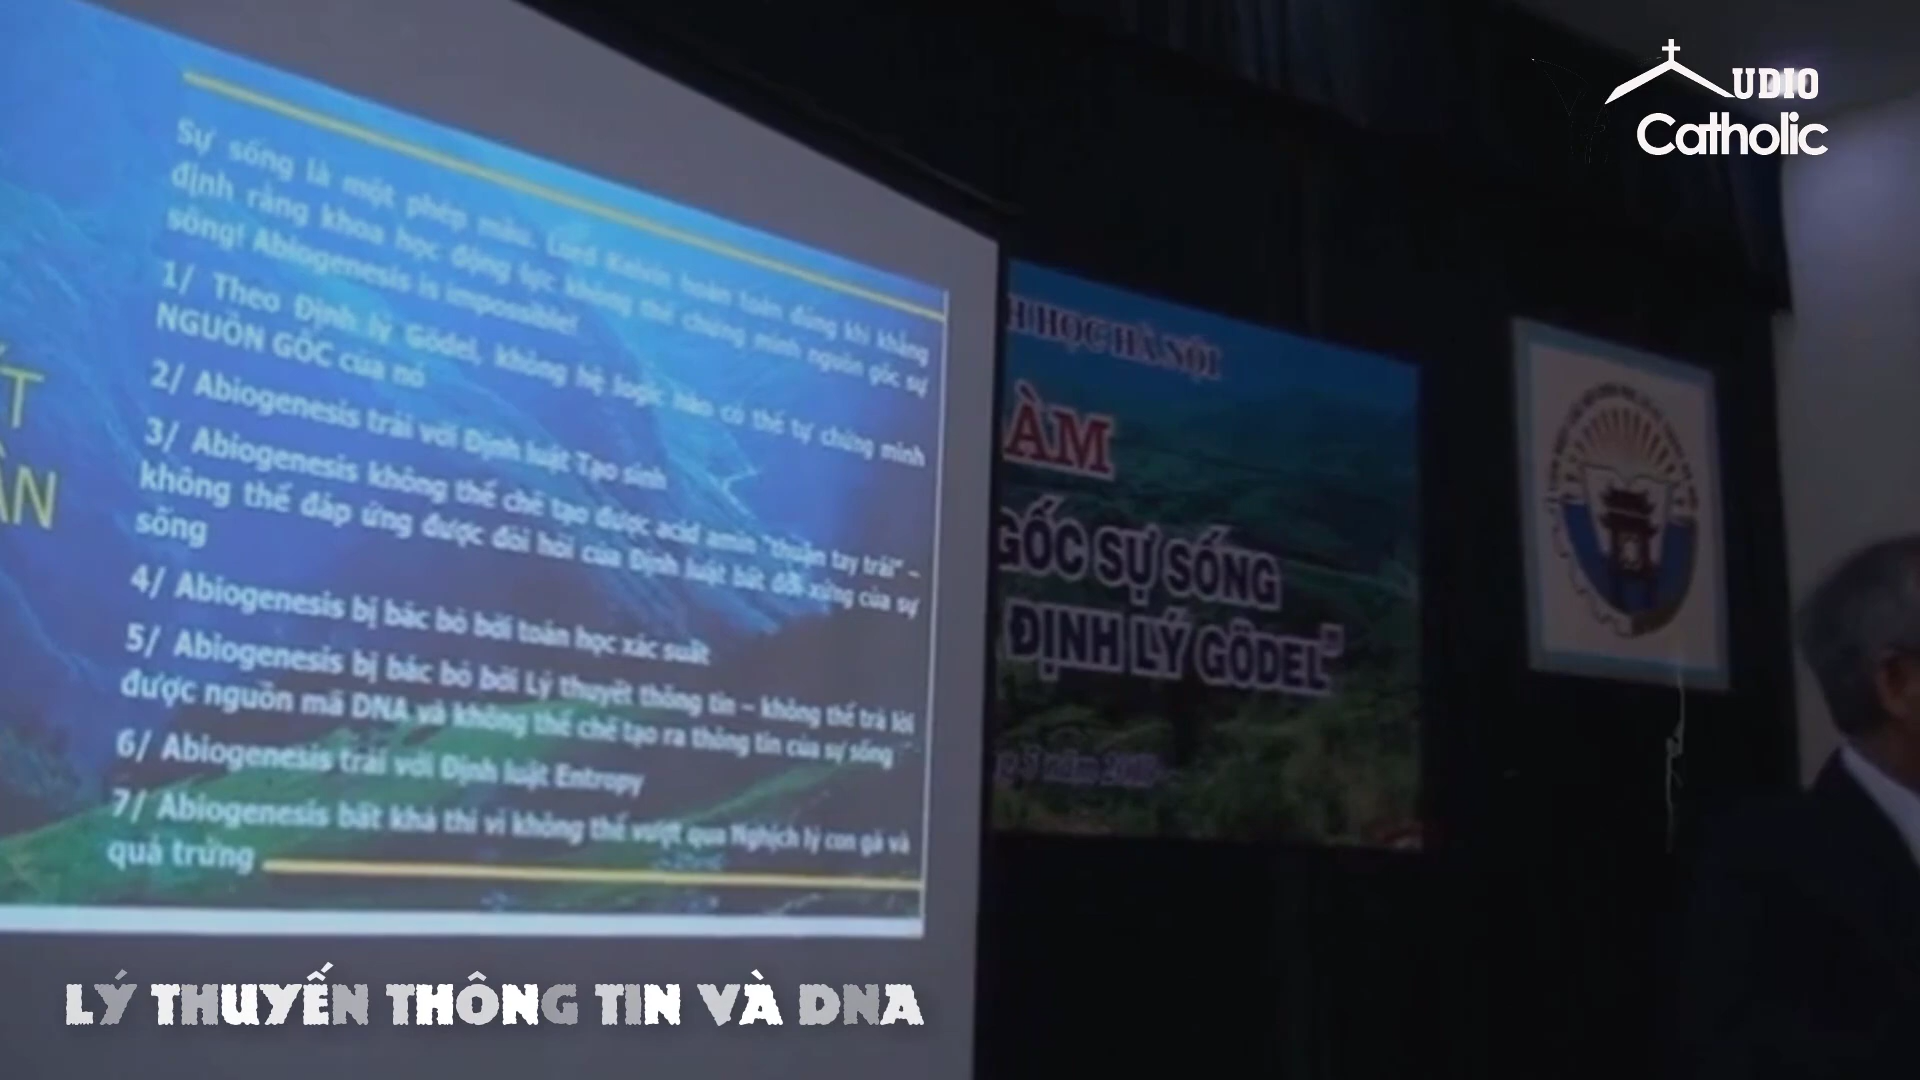 UDIO
Catholic
Sự sống là một phép màu. Lord Kelvin hoàn toàn đúng khi khẳng
định rằng khoa học động lực không thể chứng minh nguồn gốc sự
sống! Abiogenesis is impossible!
1/ Theo Định lý Gödel, không hệ logic nào có thể tự chứng minh
NGUỒN GỐC của nó
2/ Abiogenesis trái với Định luật Tạo sinh
3/ Abiogenesis không thể chế tạo được acid amin "thuận tay trái" –
không thể đáp ứng được đòi hỏi của Định luật bất đối xứng của sự
sống
4/ Abiogenesis bị bác bỏ bởi toán học xác suất
5/ Abiogenesis bị bác bỏ bởi Lý thuyết thông tin – không thể trả lời
được nguồn mã DNA và không thể chế tạo ra thông tin của sự sống
6/ Abiogenesis trái với Định luật Entropy
7/ Abiogenesis bất khả thi vì không thể vượt qua Nghịch lý con gà và
quả trứng
H HỌC HÀ NỘI
ÀM
GỐC SỰ SỐNG
ĐỊNH LÝ GÖDEL"
năm
LÝ THUYẾN THÔNG TIN VÀ DNA